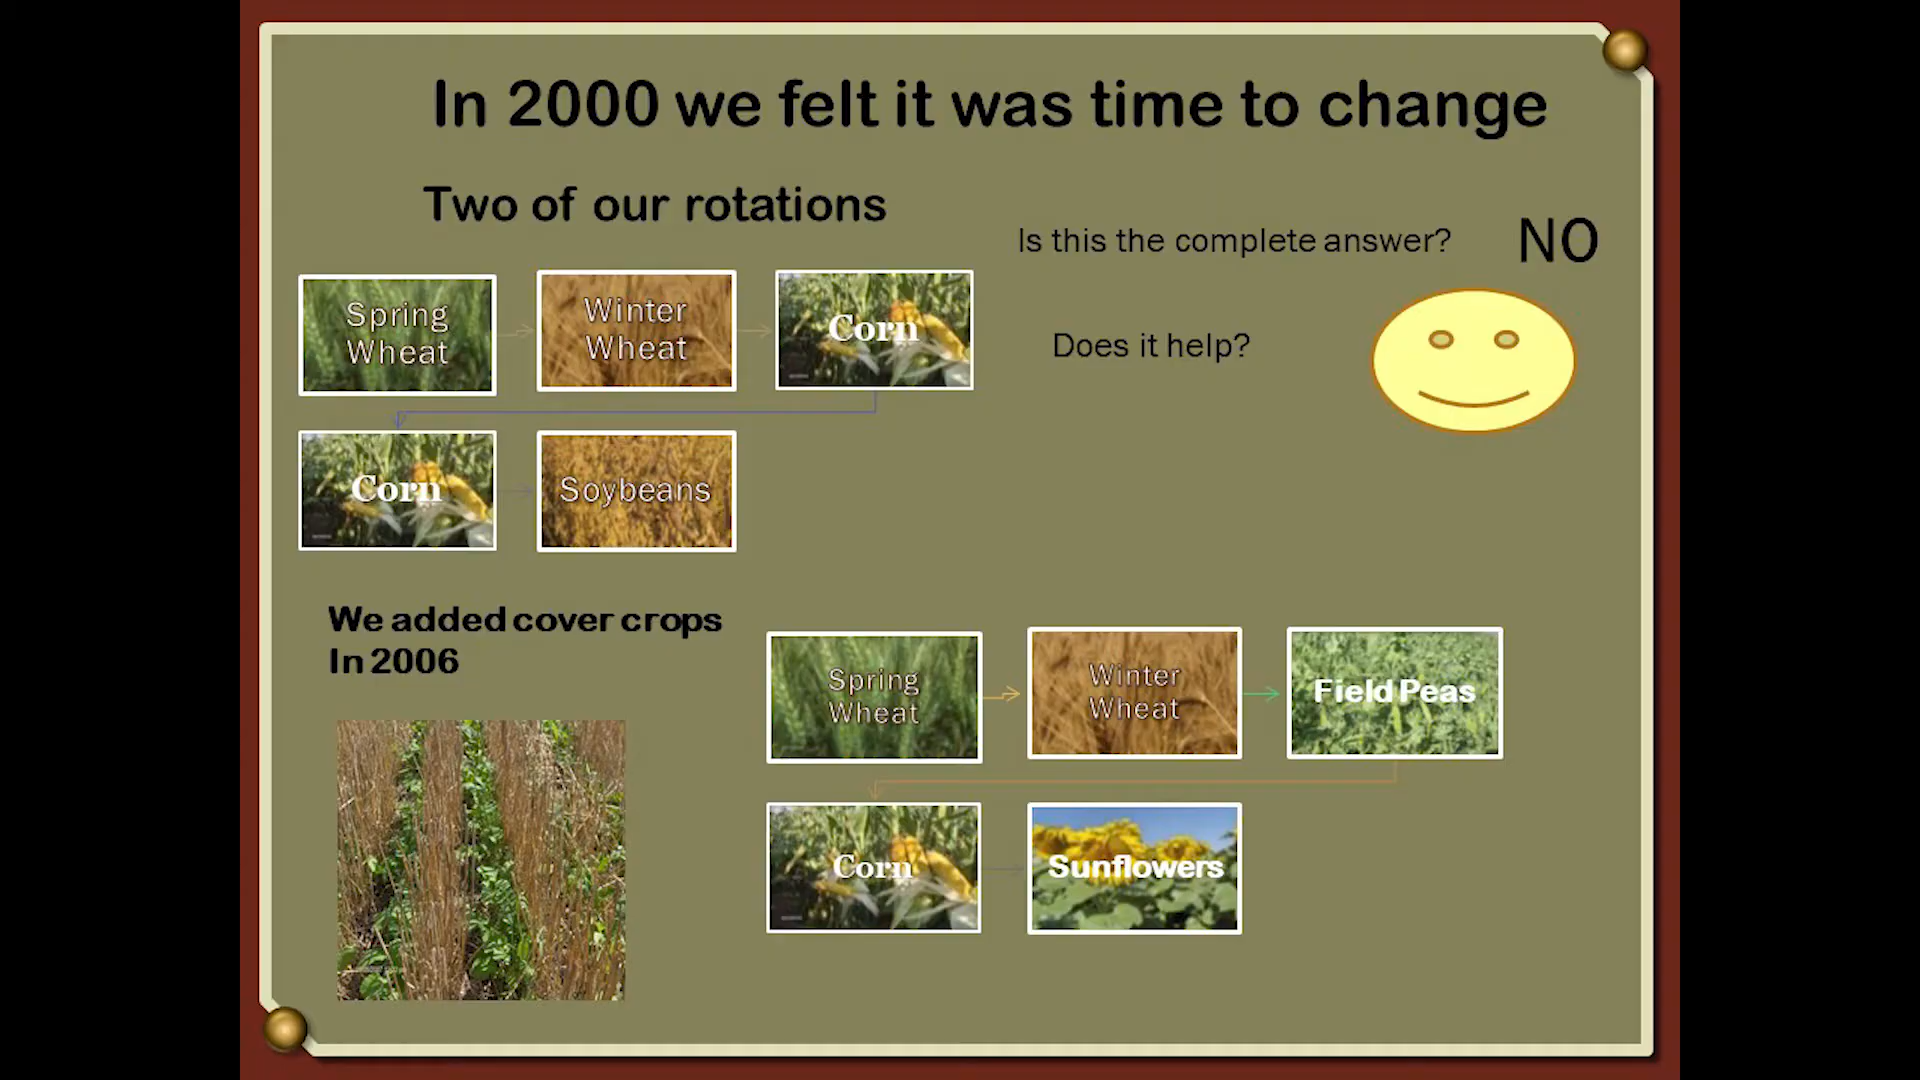 In 2000 we felt it was time to change
Two of our rotations
Is this the complete answer?
NO
Does it help?
Spring
Wheat
Winter
Wheat
Corn
Corn
Soybeans
We added cover crops
In 2006
Spring
Wheat
Winter
Wheat
Field Peas
Corn
Sunflowers